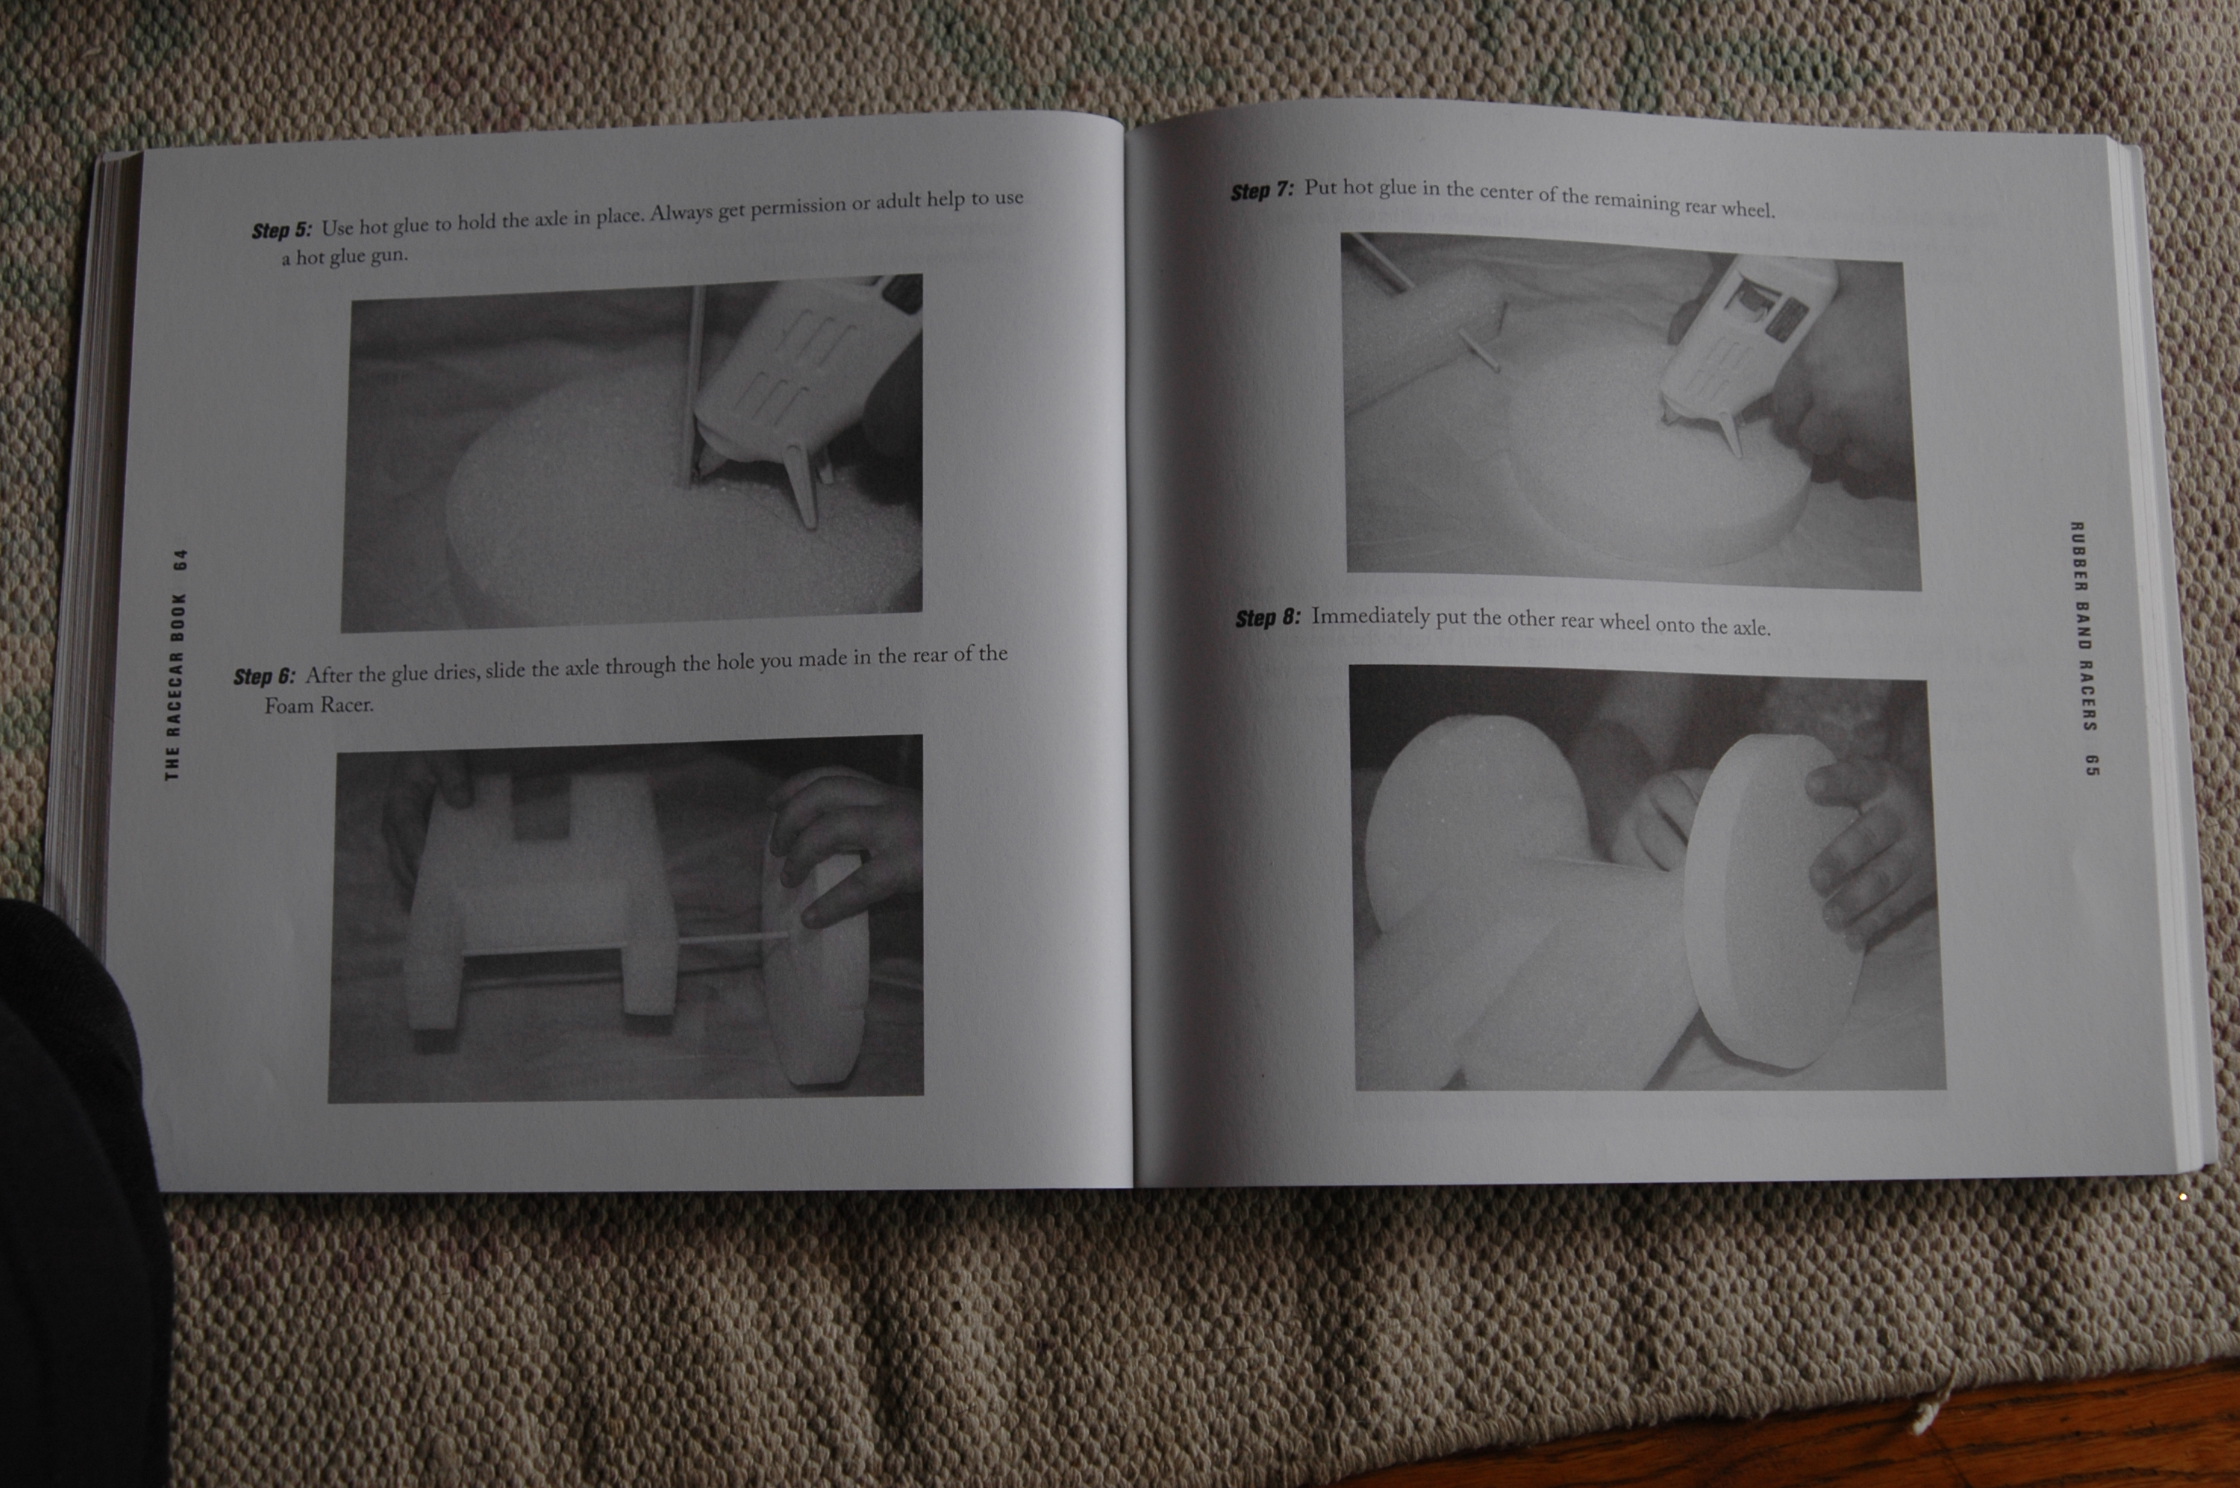 Step 5: Use hot glue to hold the axle in place. Always get permission or adult help to use
a hot glue gun.
Step 6: After the glue dries, slide the axle through the hole you made in the rear of the
Foam Racer.
THE RACECAR BOOK 64
Step 7: Put hot glue in the center of the remaining rear wheel.
Step 8: Immediately put the other rear wheel onto the axle.
RUBBER BAND RACERS 65